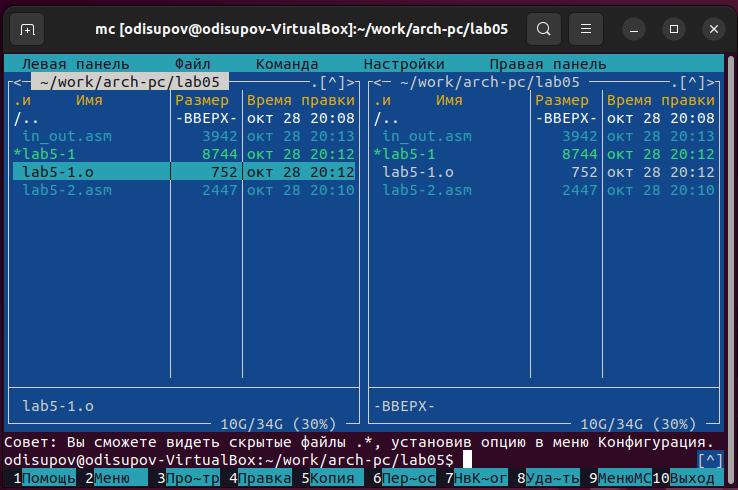 mc [odisupov@odisupov-VirtualBox]:~/work/arch-pc/lab05
Левая панель Файл Команда Настройки Правая панель
<─ ~/work/arch-pc/lab05 ─.[^]> <─ ~/work/arch-pc/lab05 ─.[^]>
.и Имя Размер Время правки .и Имя Размер Время правки
/.. -ВВЕРХ- окт 28 20:08 /.. -ВВЕРХ- окт 28 20:08
in_out.asm 3942 окт 28 20:13 in_out.asm 3942 окт 28 20:13
*lab5-1 8744 окт 28 20:12 *lab5-1 8744 окт 28 20:12
lab5-1.o 752 окт 28 20:12 lab5-1.o 752 окт 28 20:12
lab5-2.asm 2447 окт 28 20:10 lab5-2.asm 2447 окт 28 20:10
lab5-1.o -ВВЕРХ-
10G/34G (30%) 10G/34G (30%)
Совет: Вы сможете видеть скрытые файлы .*, установив опцию в меню Конфигурация.
odisupov@odisupov-VirtualBox:~/work/arch-pc/lab05$ [^]
1Помощь 2Меню 3Про~тр 4Правка 5Копия 6Пер~ос 7НвК~ог 8Уда~ть 9МенюMC 10Выход